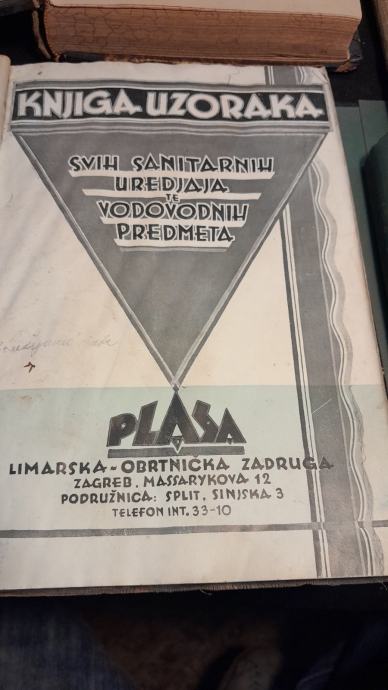 KNJIGA UZORAKA
SVIH SANITARNIH
UREDJAJA
TE
VODOVODNIH
PREDMETA
PLASA
LIMARSKA-OBRTNIČKA ZADRUGA
ZAGREB, MASSARYKOVA 12
PODRUŽNICA: SPLIT, SINJSKA 3
TELEFON INT. 33-10